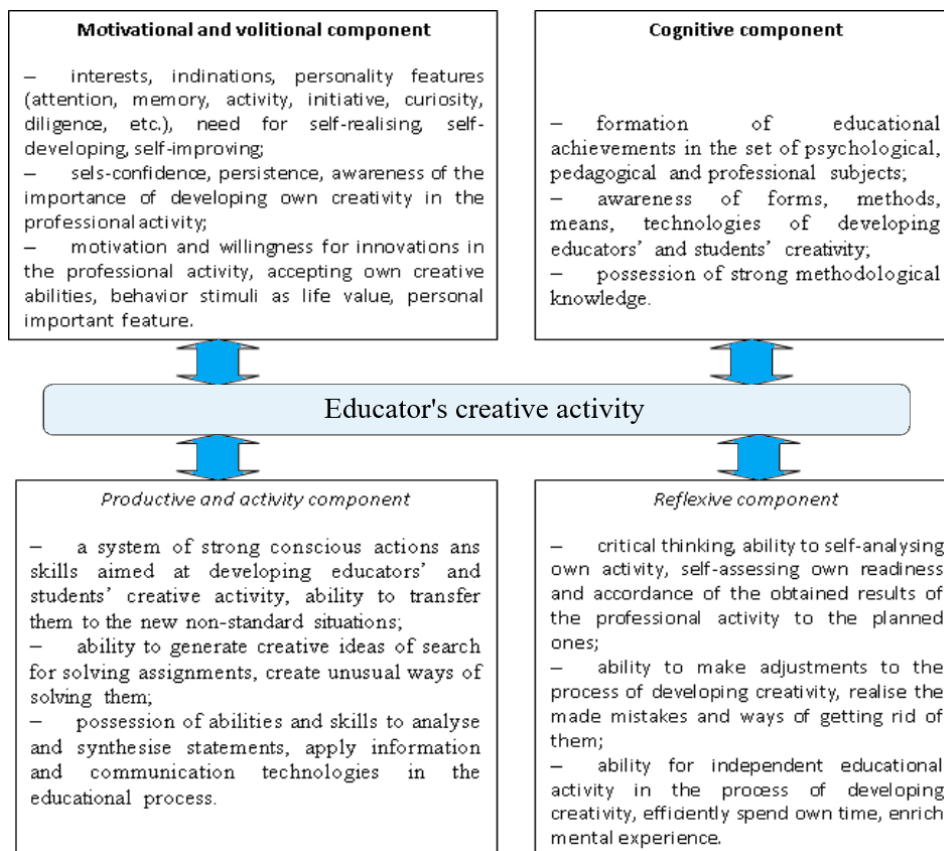 Motivational and volitional component
– interests, indinations, personality features
(attention, memory, activity, initiative, curiosity,
diligence, etc.), need for self-realising, self-
developing, self-improving;
– sels-confidence, persistence, awareness of the
importance of developing own creativity in the
professional activity;
– motivation and willingness for innovations in
the professional activity, accepting own creative
abilities, behavior stimuli as life value, personal
important feature.
Cognitive component
– formation of educational
achievements in the set of psychological,
pedagogical and professional subjects;
– awareness of forms, methods,
means, technologies of developing
educators' and students' creativity;
– possession of strong methodological
knowledge.
Educator's creative activity
Productive and activity component
– a system of strong conscious actions ans
skills aimed at developing educators' and
students' creative activity, ability to transfer
them to the new non-standard situations;
– ability to generate creative ideas of search
for solving assignments, create unusual ways of
solving them;
– possession of abilities and skills to analyse
and synthesise statements, apply information
and communication technologies in the
educational process.
Reflexive component
– critical thinking, ability to self-analysing
own activity, self-assessing own readiness
and accordance of the obtained results of
the professional activity to the planned
ones;
– ability to make adjustments to the
process of developing creativity, realise the
made mistakes and ways of getting rid of
them;
– ability for independent educational
activity in the process of developing
creativity, efficiently spend own time, enrich
mental experience.